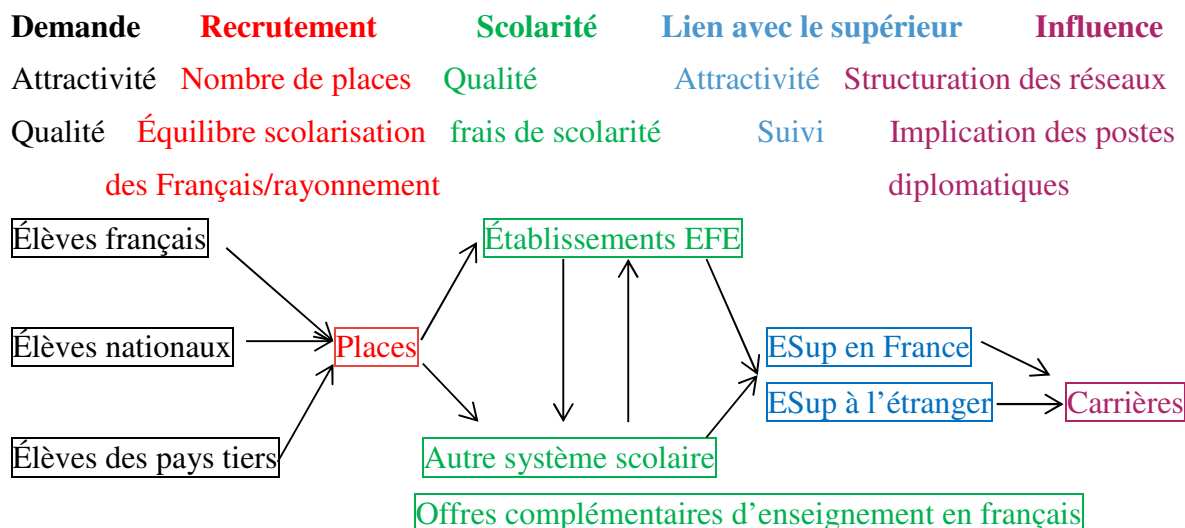 Demande Recrutement Scolarité Lien avec le supérieur Influence
Attractivité Nombre de places Qualité Attractivité Structuration des réseaux
Qualité Équilibre scolarisation frais de scolarité Suivi Implication des postes
des Français/rayonnement diplomatiques
Élèves français Établissements EFE
Élèves nationaux Places ESup en France
ESup à l’étranger Carrières
Élèves des pays tiers Autre système scolaire
Offres complémentaires d’enseignement en français